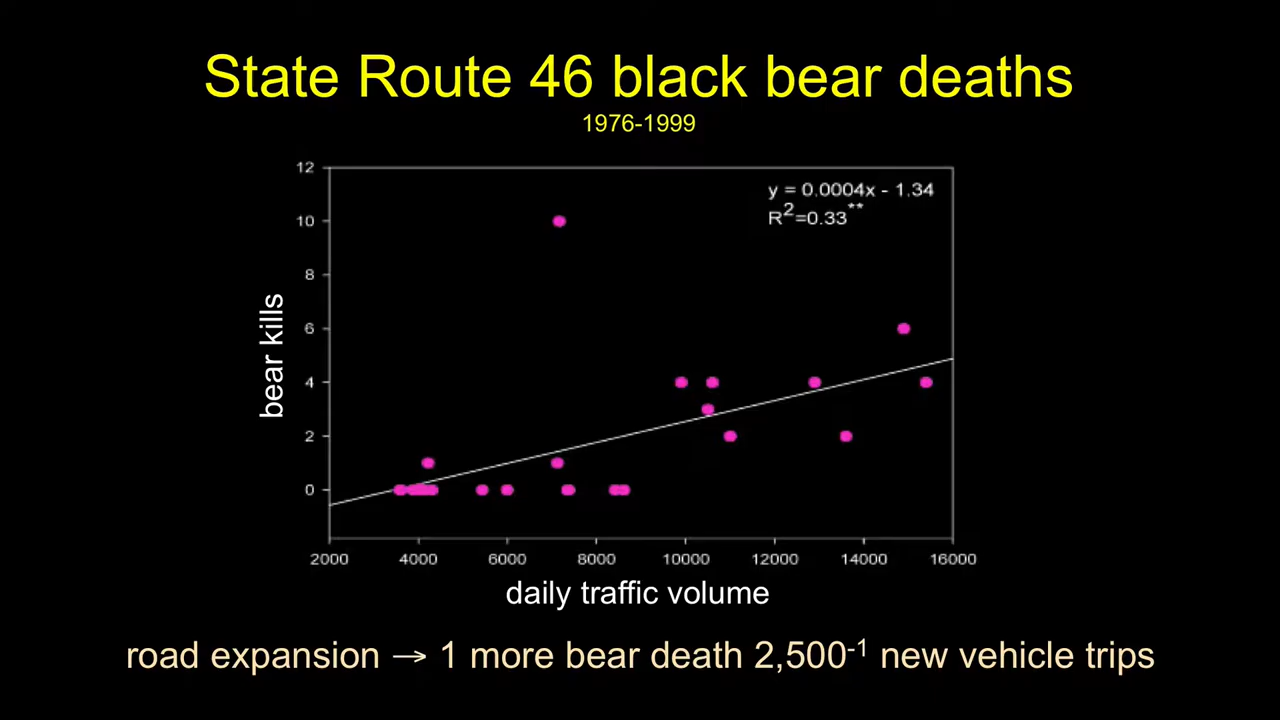 State Route 46 black bear deaths
1976-1999
y = 0.0004x - 1.34
R²=0.33**
12
10
8
6
4
2
0
bear kills
2000 4000 6000 8000 10000 12000 14000 16000
daily traffic volume
road expansion → 1 more bear death 2,500⁻¹ new vehicle trips